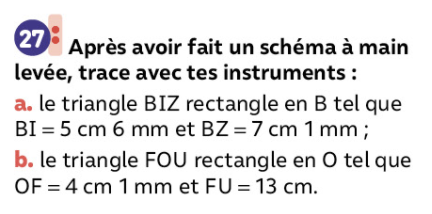 27 Après avoir fait un schéma à main
levée, trace avec tes instruments :
a. le triangle BIZ rectangle en B tel que
BI = 5 cm 6 mm et BZ = 7 cm 1 mm ;
b. le triangle FOU rectangle en O tel que
OF = 4 cm 1 mm et FU = 13 cm.